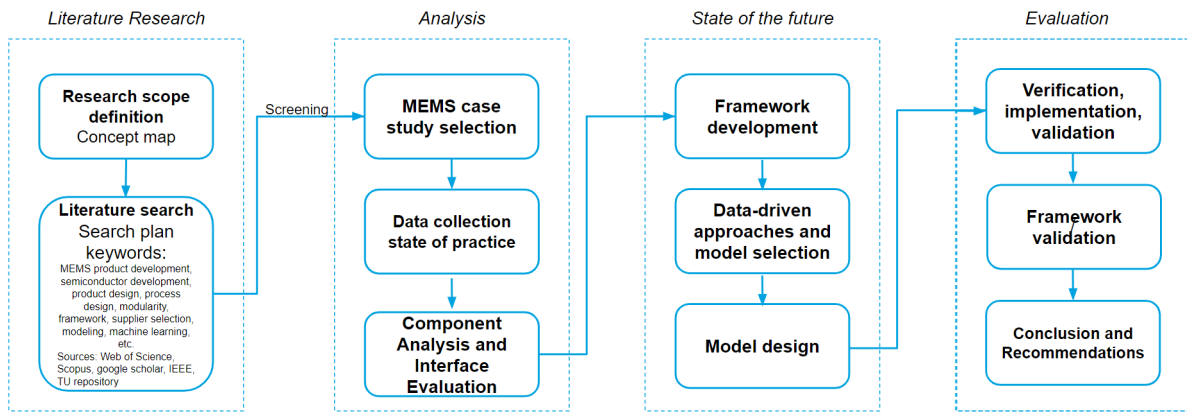 Literature Research
Research scope
definition
Concept map
Literature search
Search plan
keywords:
MEMS product development,
semiconductor development,
product design, process
design, modularity,
framework, supplier selection,
modeling, machine learning,
etc.
Sources: Web of Science,
Scopus, google scholar, IEEE,
TU repository
Screening
Analysis
MEMS case
study selection
Data collection
state of practice
Component
Analysis and
Interface
Evaluation
State of the future
Framework
development
Data-driven
approaches and
model selection
Model design
Evaluation
Verification,
implementation,
validation
Framework
validation
Conclusion and
Recommendations